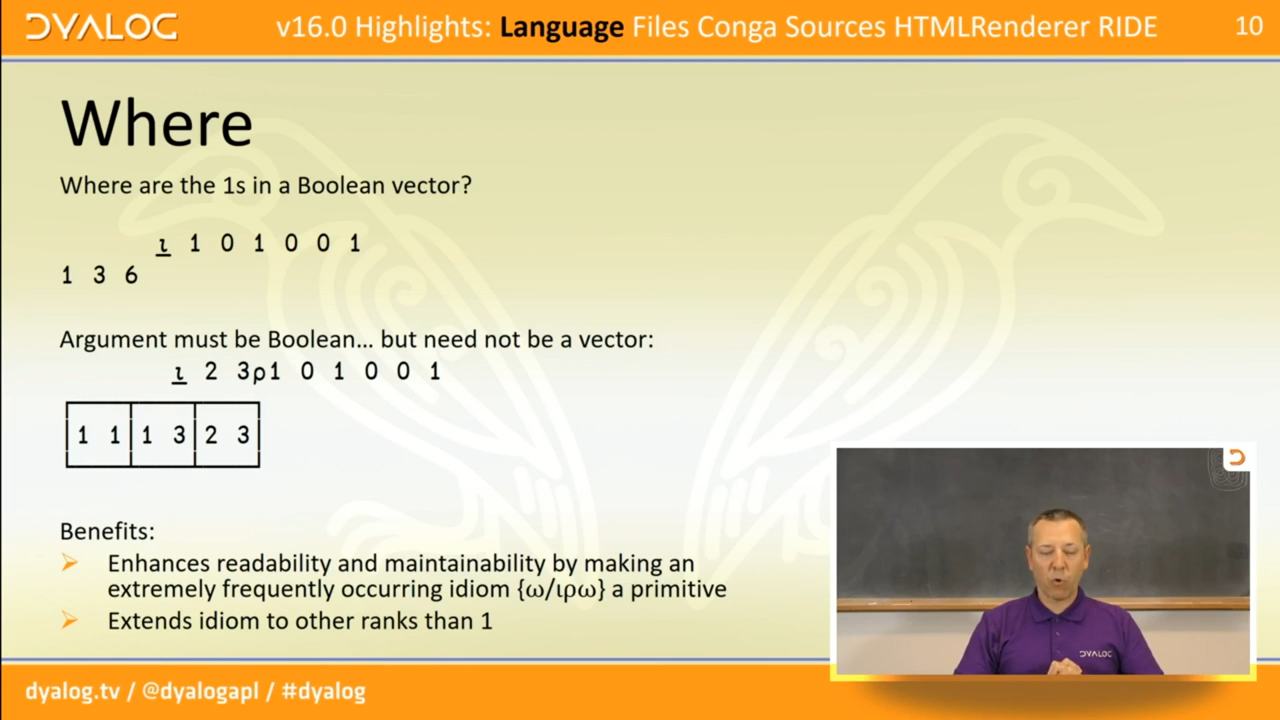 DYALOG v16.0 Highlights: Language Files Conga Sources HTMLRenderer RIDE 10
Where
Where are the 1s in a Boolean vector?
⍸ 1 0 1 0 0 1
1 3 6
Argument must be Boolean... but need not be a vector:
⍸ 2 3⍴1 0 1 0 0 1
1 1 1 3 2 3
Benefits:
Enhances readability and maintainability by making an
extremely frequently occurring idiom {⍵/⍳⍴⍵} a primitive
Extends idiom to other ranks than 1
DYALOG
dyalog.tv / @dyalogapl / #dyalog